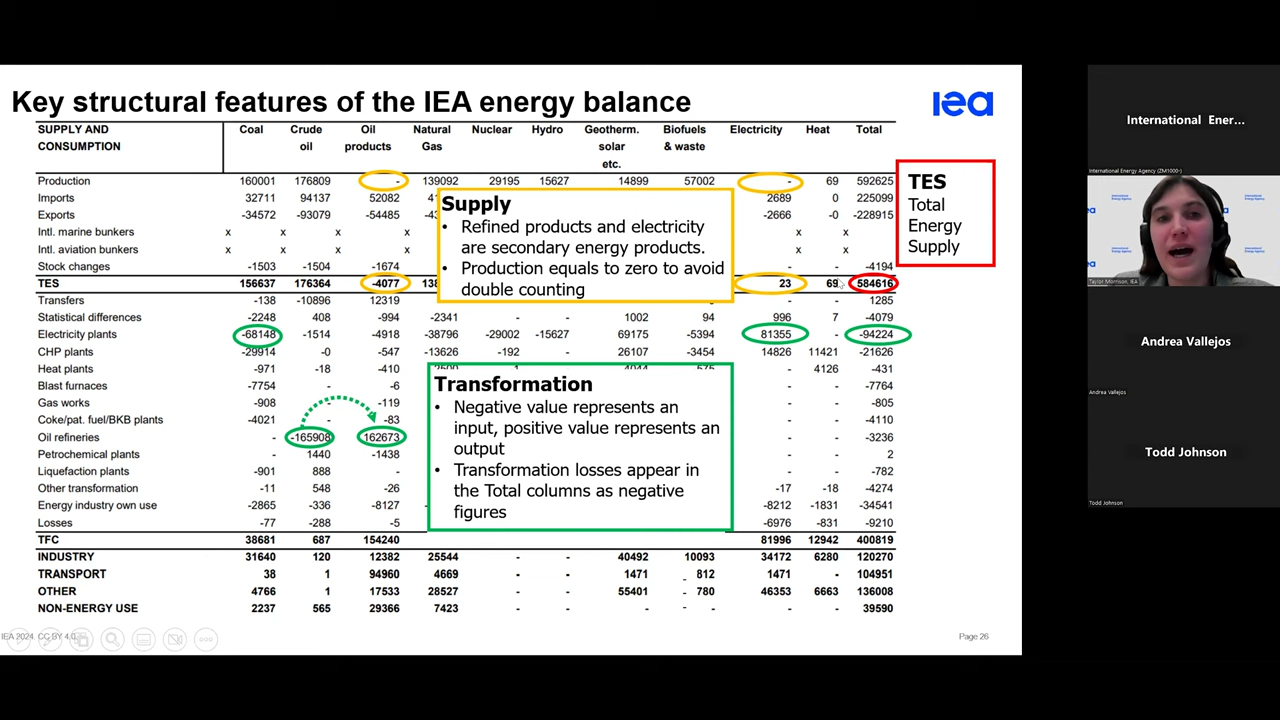 Key structural features of the IEA energy balance
iea
SUPPLY AND CONSUMPTION Coal Crude oil Oil products Natural Gas Nuclear Hydro Geotherm. solar etc. Biofuels & waste Electricity Heat Total
Production 160001 176809 - 139092 29195 15627 14899 57002 - 69 592625
Imports 32711 94137 52082 2689 0 225099
Exports -34572 -93079 -54485 -2666 -0 -228915
Intl. marine bunkers x x x x x x
Intl. aviation bunkers x x x x x x
Stock changes -1503 -1504 -1674 - - -4194
TES 156637 176364 -4077 23 69 584616
Transfers -138 -10896 12319 - - - 1285
Statistical differences -2248 408 -994 -2341 - - 1002 94 996 7 -4079
Electricity plants -68148 -1514 -4918 -38796 -29002 -15627 69175 -5394 81355 - -94224
CHP plants -29914 -0 -547 -13626 -192 - 26107 -3454 14826 11421 -21626
Heat plants -971 -18 -410 - 4126 -431
Blast furnaces -7754 - -6 - - -7764
Gas works -908 - -119 - - -805
Coke/pat. fuel/BKB plants -4021 - -83 - - -4110
Oil refineries - -165908 162673 - - -3236
Petrochemical plants - 1440 -1438 - - 2
Liquefaction plants -901 888 - - - -782
Other transformation -11 548 -26 -17 -18 -4274
Energy industry own use -2865 -336 -8127 -8212 -1831 -34541
Losses -77 -288 -5 -6976 -831 -9210
TFC 38681 687 154240 81996 12942 400819
INDUSTRY 31640 120 12382 25544 - - 40492 10093 34172 6280 120270
TRANSPORT 38 1 94960 4669 - - 1471 812 1471 - 104951
OTHER 4766 1 17533 28527 - - 55401 780 46353 6663 136008
NON-ENERGY USE 2237 565 29366 7423 - - - - - - 39590
Supply
• Refined products and electricity
are secondary energy products.
• Production equals to zero to avoid
double counting
Transformation
• Negative value represents an
input, positive value represents an
output
• Transformation losses appear in
the Total columns as negative
figures
TES
Total
Energy
Supply
IEA 2024. CC BY 4.0.
Page 26
International Ener...
International Energy Agency (ZM1000-)
Taylor Morrison, IEA
Andrea Vallejos
Andrea Vallejos
Todd Johnson
Todd Johnson